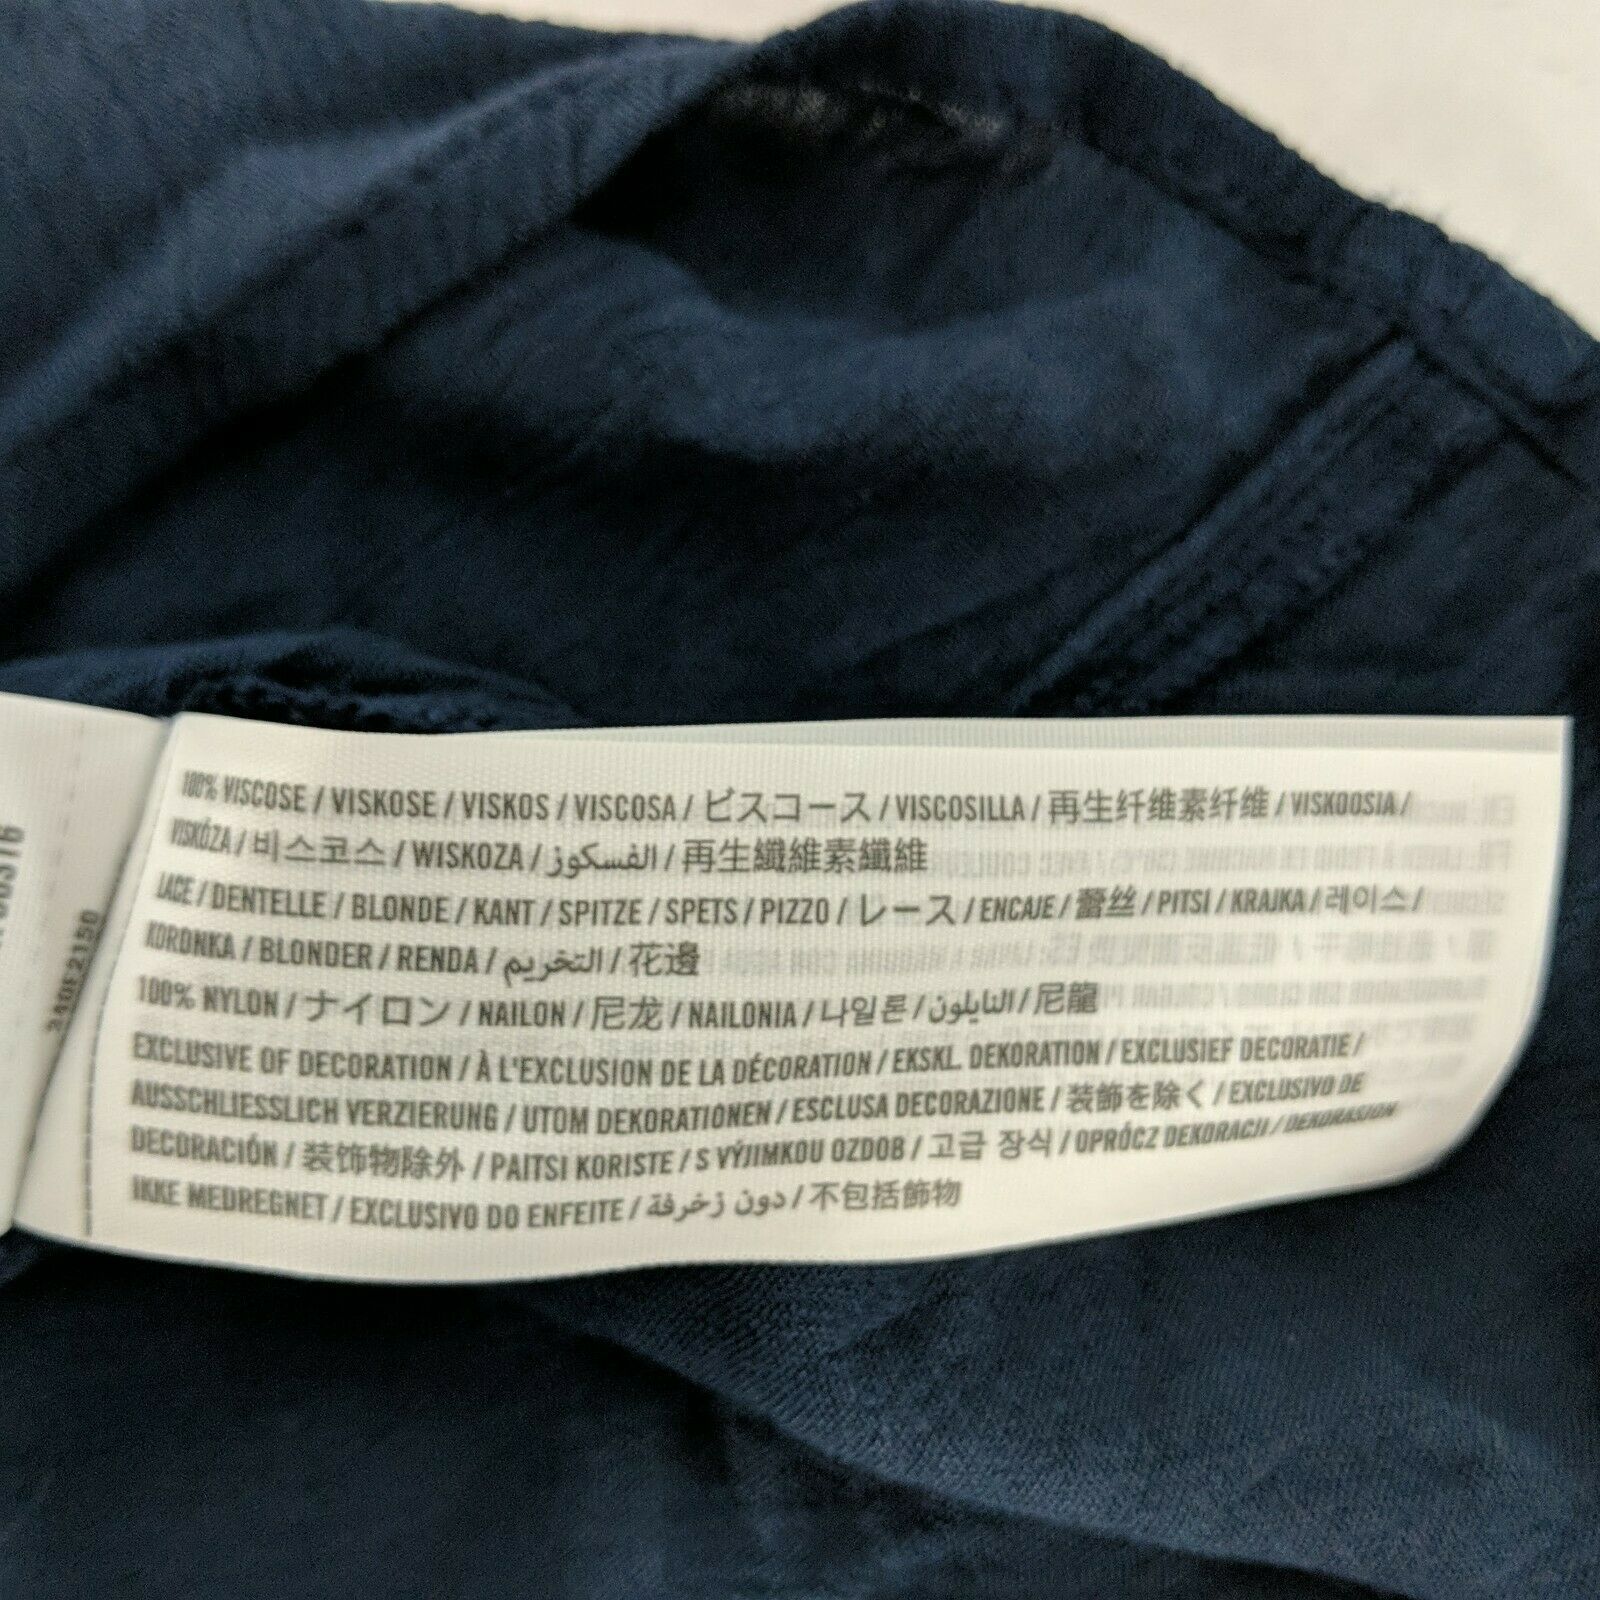 100% VISCOSE / VISKOSE / VISKOS / VISCOSA / ビスコース / VISCOSILLA / 再生纤维素纤维 / VISKOOSIA /
VISKÓZA / 비스코스 / WISKOZA / الفسكوز / 再生纖維素纖維
LACE / DENTELLE / BLONDE / KANT / SPITZE / SPETS / PIZZO / レース / ENCAJE / 蕾丝 / PITSI / KRAJKA / 레이스 /
KORONKA / BLONDER / RENDA / التخريم / 花邊
100% NYLON / ナイロン / NAILON / 尼龙 / NAILONIA / 나일론 / النايلون / 尼龍
EXCLUSIVE OF DECORATION / À L'EXCLUSION DE LA DÉCORATION / EKSKL. DEKORATION / EXCLUSIEF DECORATIE /
AUSSCHLIESSLICH VERZIERUNG / UTOM DEKORATIONEN / ESCLUSA DECORAZIONE / 装飾を除く / EXCLUSIVO DE
DECORACIÓN / 装饰物除外 / PAITSI KORISTE / S VÝJIMKOU OZDOB / 고급 장식 / OPRÓCZ DEKORACJI / DEKORASJON
IKKE MEDREGNET / EXCLUSIVO DO ENFEITE / دون زخرفة / 不包括飾物